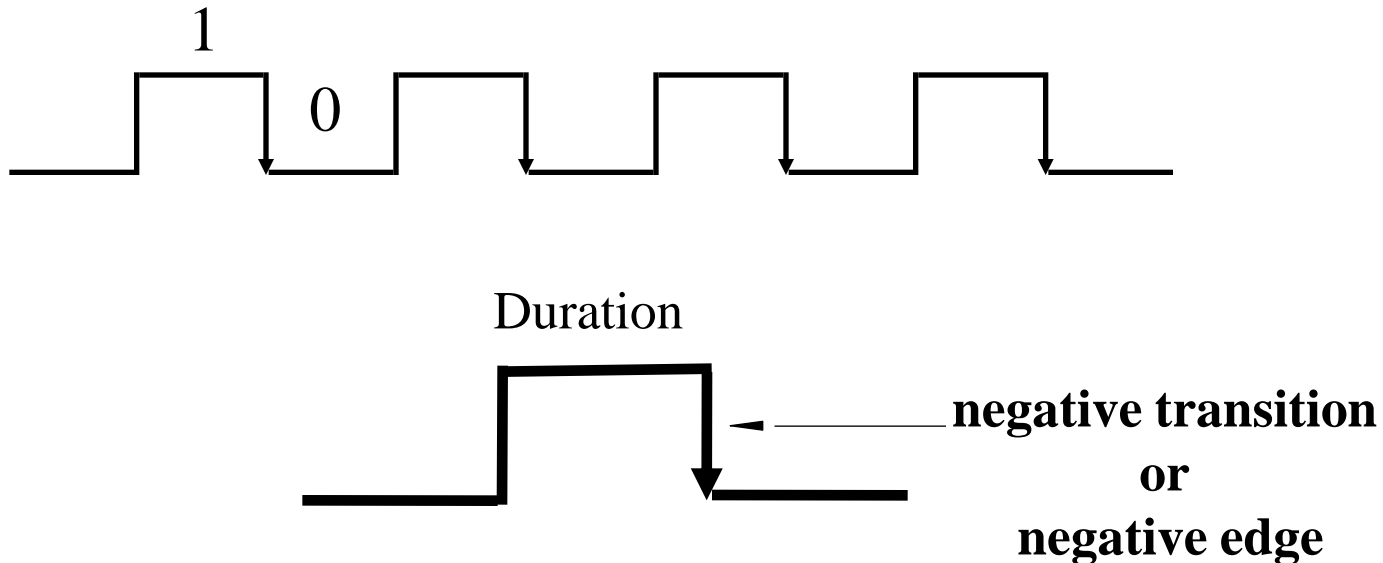 1
0
Duration
negative transition
or
negative edge